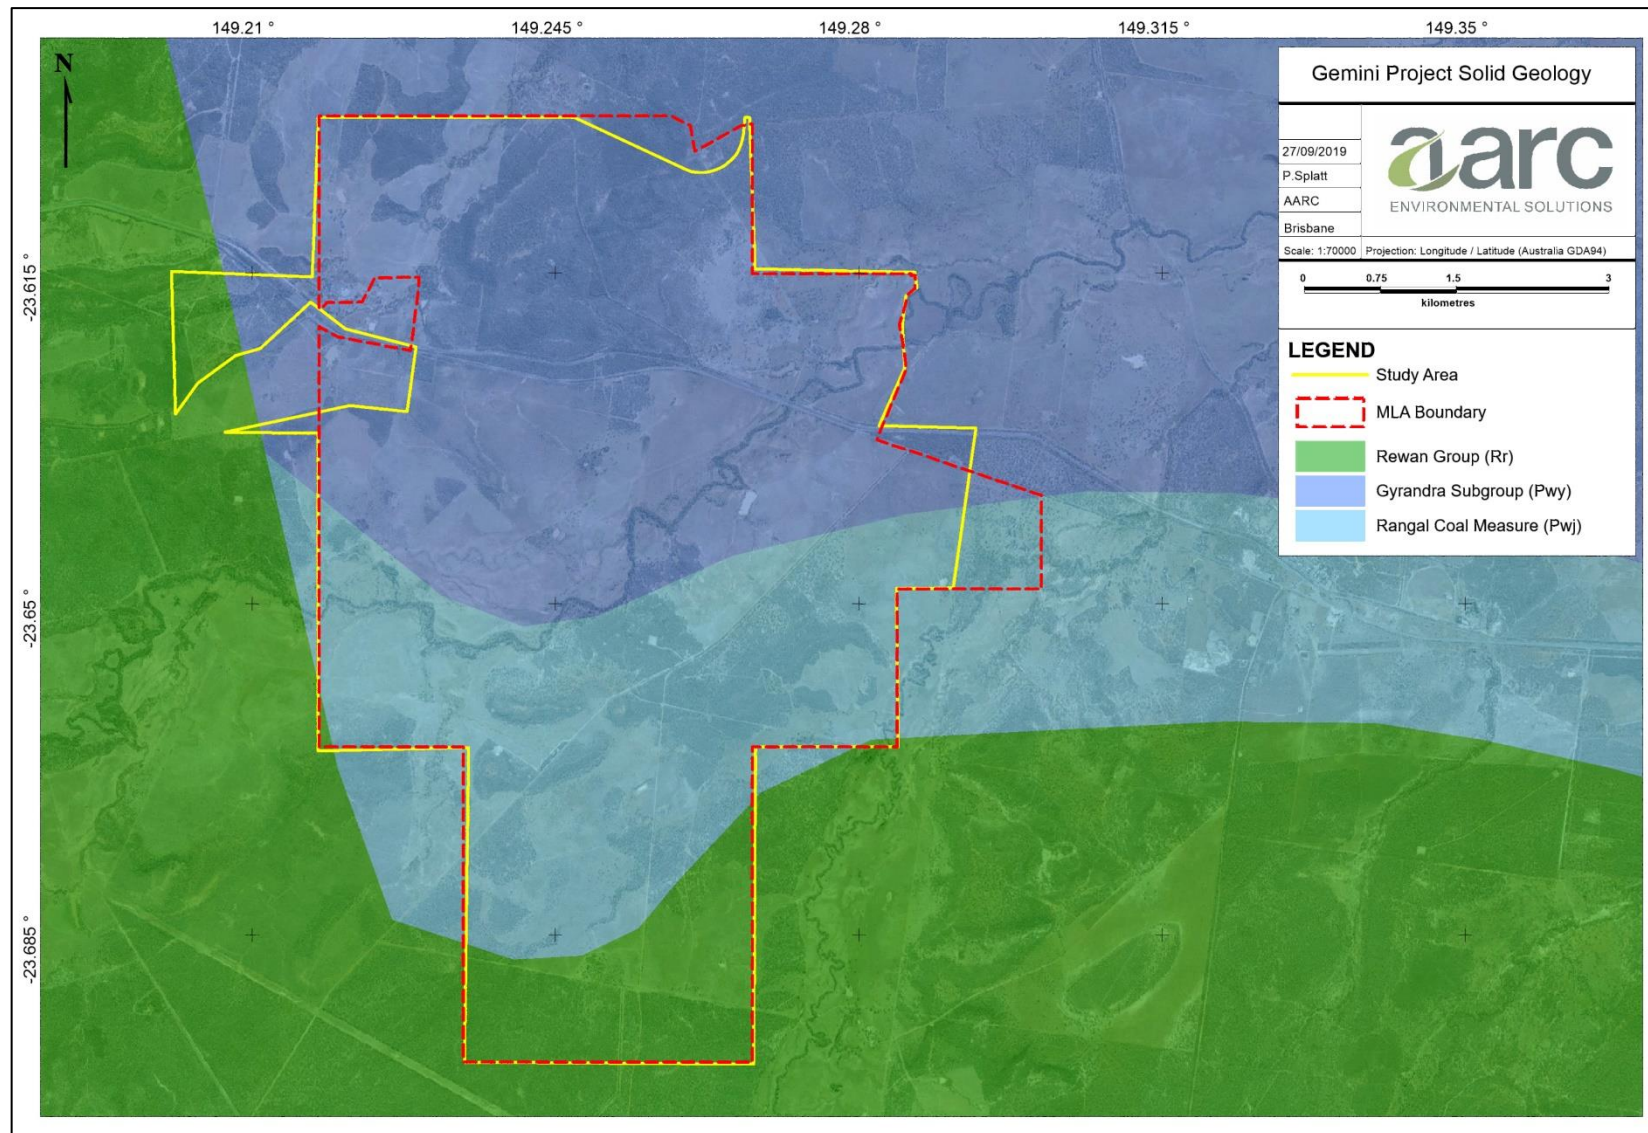 149.21 ° 149.245 ° 149.28 ° 149.315 ° 149.35 °
N
-23.615 °
-23.65 °
-23.685 °
Gemini Project Solid Geology
27/09/2019
P.Splatt
AARC
Brisbane
aarc
ENVIRONMENTAL SOLUTIONS
Scale: 1:70000 Projection: Longitude / Latitude (Australia GDA94)
0 0.75 1.5 3
kilometres
LEGEND
Study Area
MLA Boundary
Rewan Group (Rr)
Gyrandra Subgroup (Pwy)
Rangal Coal Measure (Pwj)